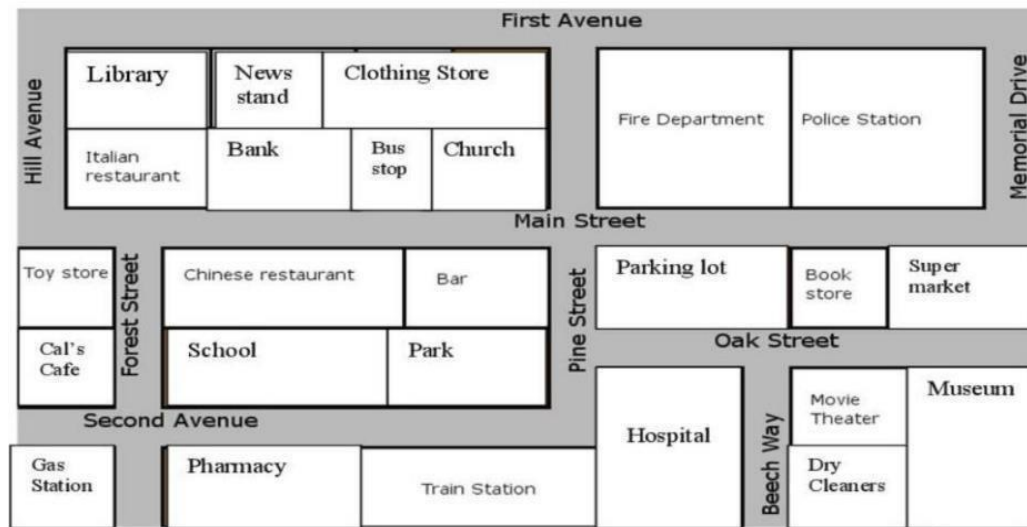 First Avenue
Hill Avenue
Library
News
stand
Clothing Store
Fire Department
Police Station
Memorial Drive
Italian
restaurant
Bank
Bus
stop
Church
Main Street
Toy store
Forest Street
Chinese restaurant
Bar
Pine Street
Parking lot
Book
store
Super
market
Cal's
Cafe
School
Park
Oak Street
Second Avenue
Hospital
Beech Way
Movie
Theater
Museum
Gas
Station
Pharmacy
Train Station
Dry
Cleaners